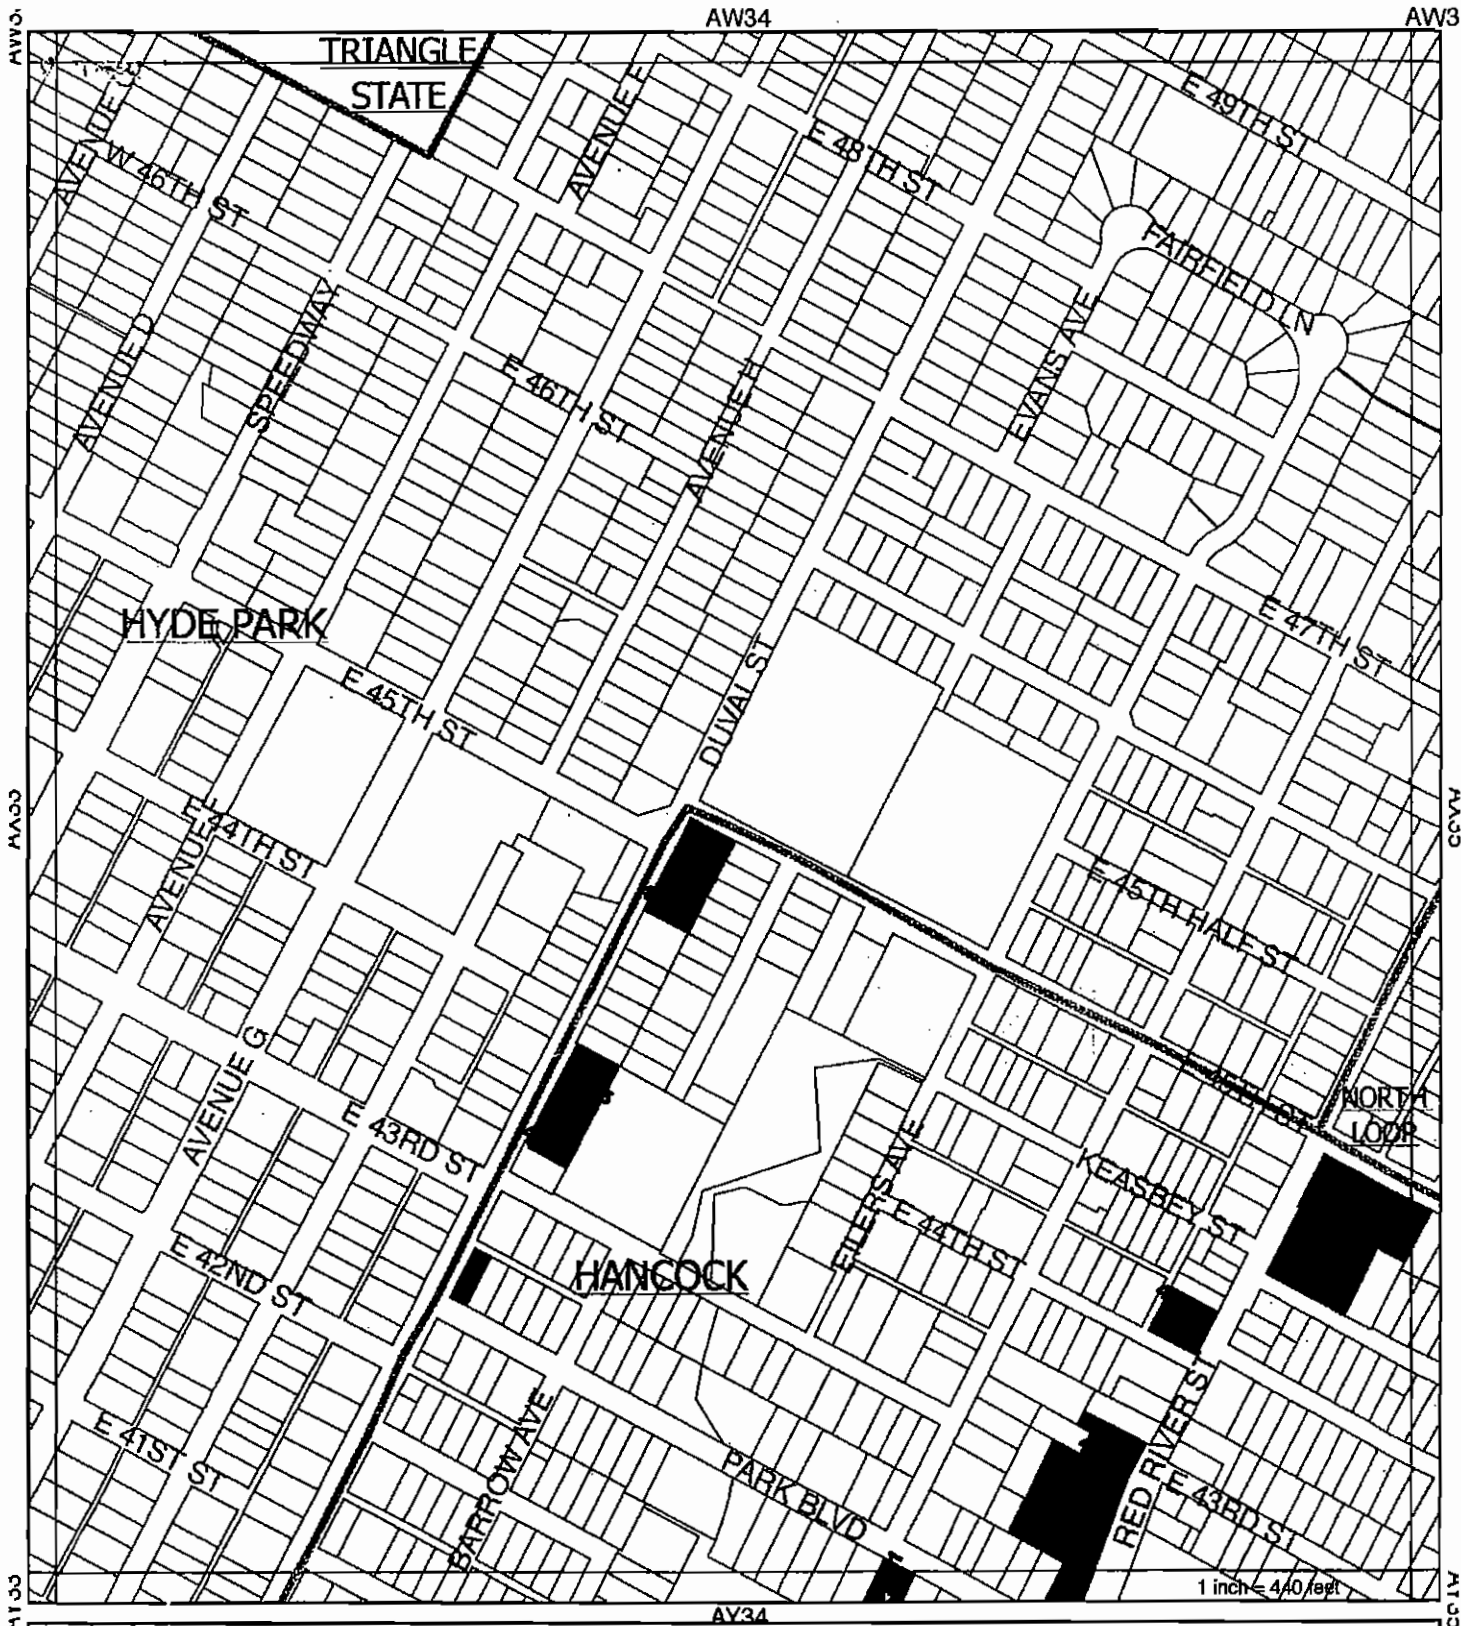 AW34
AW3
TRIANGLE
STATE
AVENUE F
E 49TH ST
E 48TH ST
W 46TH ST
FAIRFIELD LN
SPEEDWAY
EVANS AVE
AVENUE D
E 46TH ST
AVENUE H
HYDE PARK
E 47TH ST
E 45TH ST
DUVAL ST
E 44TH ST
AVENUE F
E 45TH HALF ST
AVENUE G
E 43RD ST
NORTH
LOOP
KEASBEY ST
EILERS AVE
E 44TH ST
E 42ND ST
HANCOCK
BARROW AVE
E 41ST ST
PARK BLVD
RED RIVER ST
E 43RD ST
1 inch = 440 feet
AY34